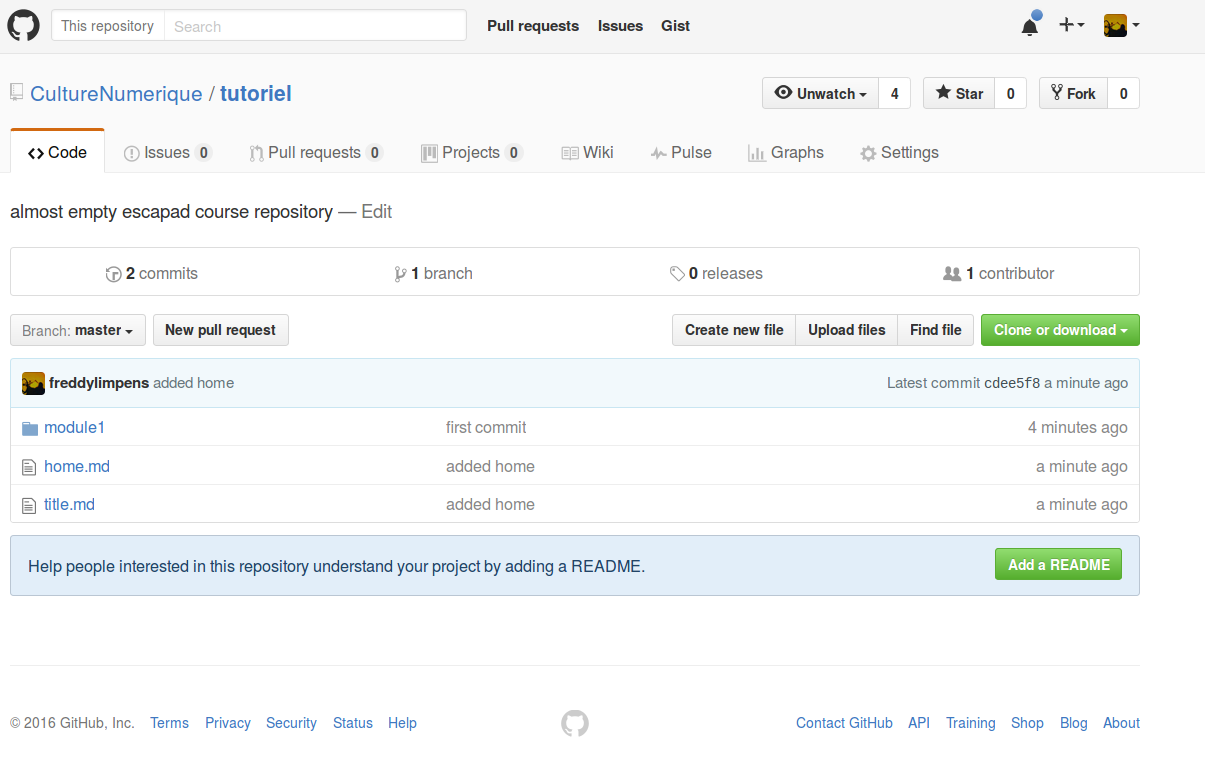 This repository Search Pull requests Issues Gist
CultureNumerique / tutoriel Unwatch 4 Star 0 Fork 0
Code Issues 0 Pull requests 0 Projects 0 Wiki Pulse Graphs Settings
almost empty escapad course repository — Edit
2 commits 1 branch 0 releases 1 contributor
Branch: master New pull request Create new file Upload files Find file Clone or download
freddylimpens added home Latest commit cdee5f8 a minute ago
module1 first commit 4 minutes ago
home.md added home a minute ago
title.md added home a minute ago
Help people interested in this repository understand your project by adding a README. Add a README
© 2016 GitHub, Inc. Terms Privacy Security Status Help Contact GitHub API Training Shop Blog About